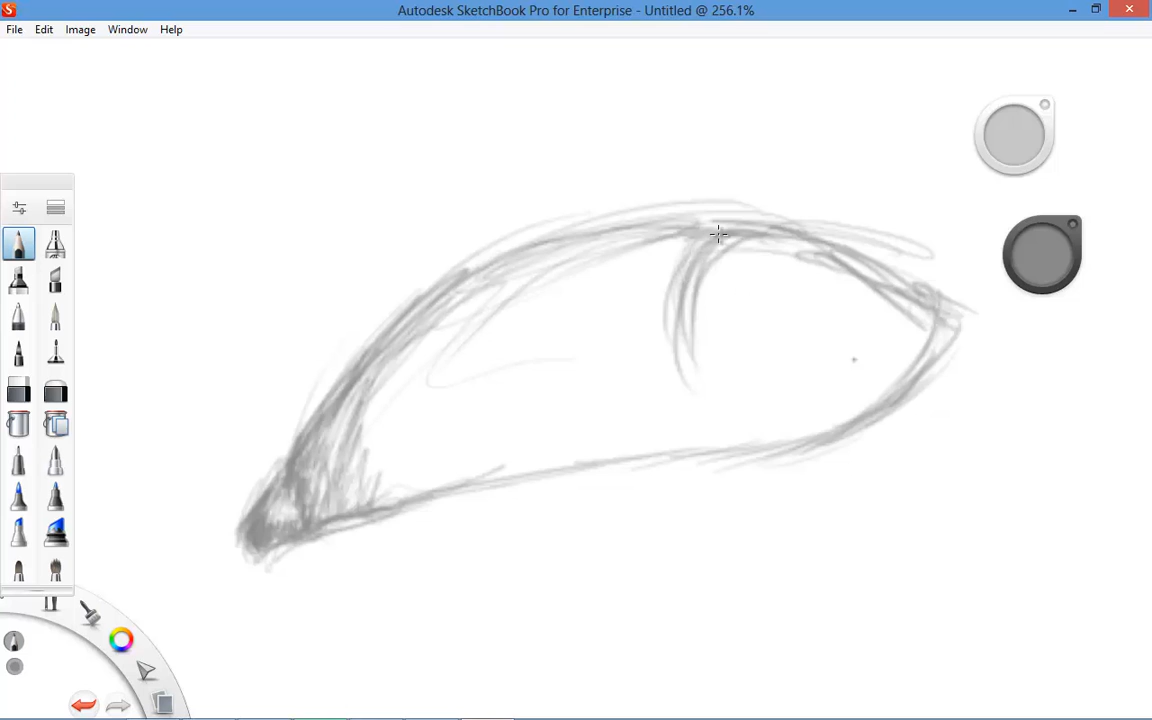 Autodesk SketchBook Pro for Enterprise - Untitled @ 256.1%
File Edit Image Window Help